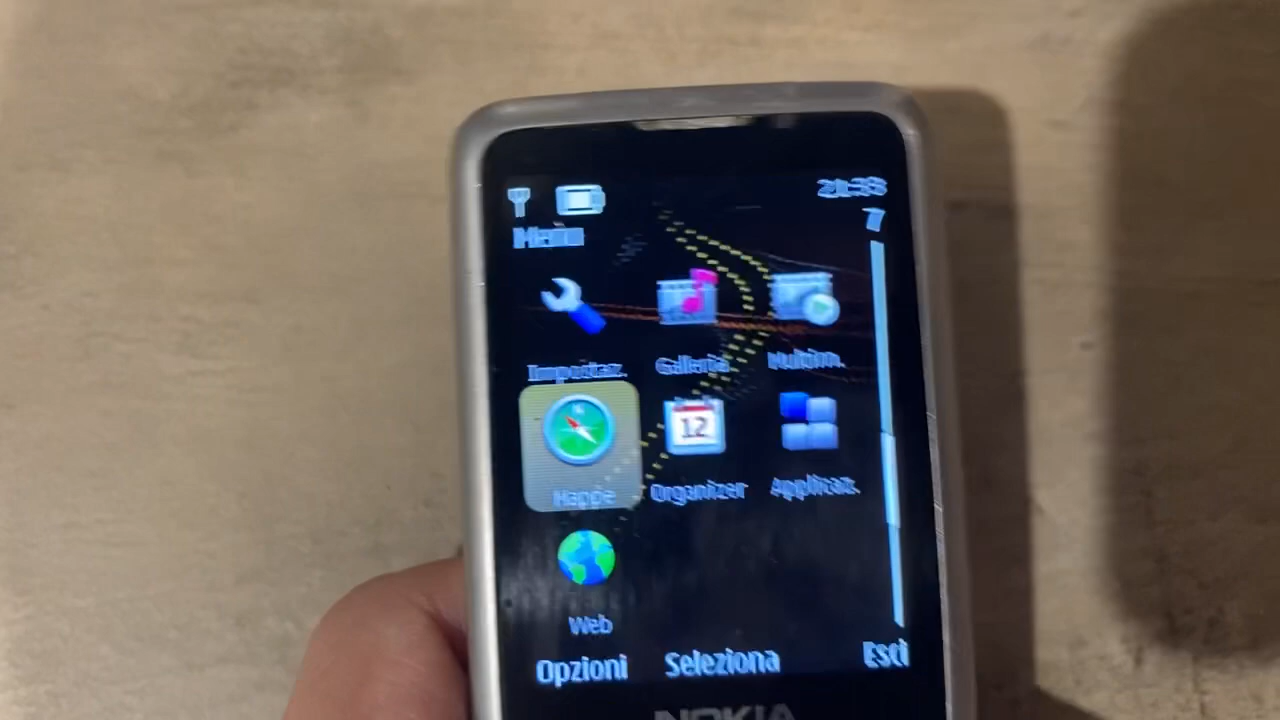 21:38
Menu
7
Impostaz.
Galleria
Multim.
12
Mappe
Organizer
Applicaz.
Web
Opzioni
Seleziona
Esci
NOKIA